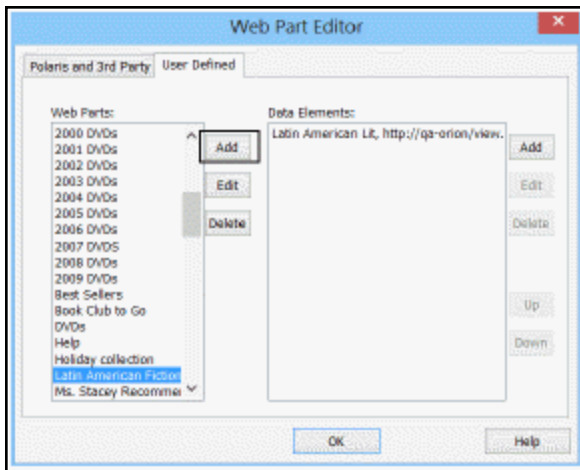 Web Part Editor
Polaris and 3rd Party User Defined
Web Parts: Data Elements:
2000 DVDs
2001 DVDs
2002 DVDs
2003 DVDs
2004 DVDs
2005 DVDs
2006 DVDs
2007 DVDS
2008 DVDs
2009 DVDs
Best Sellers
Book Club to Go
DVDs
Help
Holiday collection
Latin American Fiction
Ms. Stacey Recommer
Add
Edit
Delete
Latin American Lit, http://qa-orion/view.
Add
Edit
Delete
Up
Down
OK Help